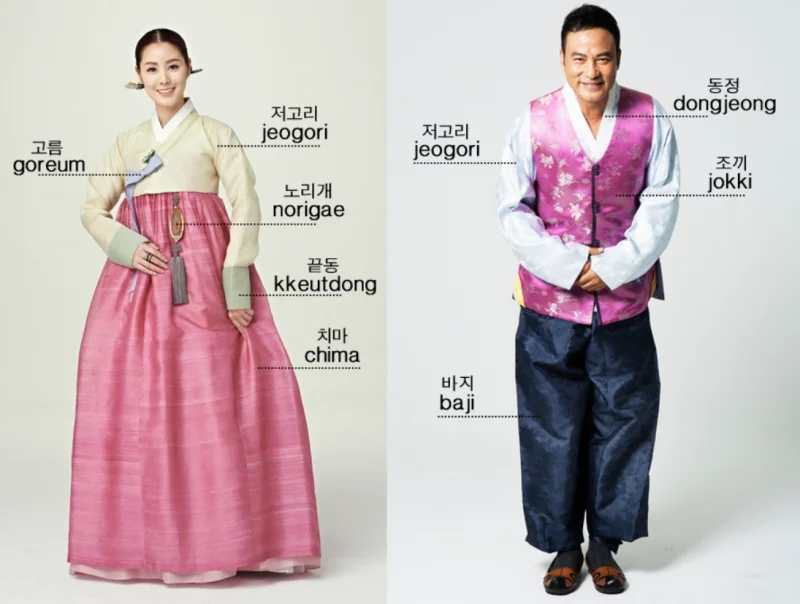 저고리
jeogori
고름
goreum
노리개
norigae
끝동
kkeutdong
치마
chima
동정
dongjeong
저고리
jeogori
조끼
jokki
바지
baji